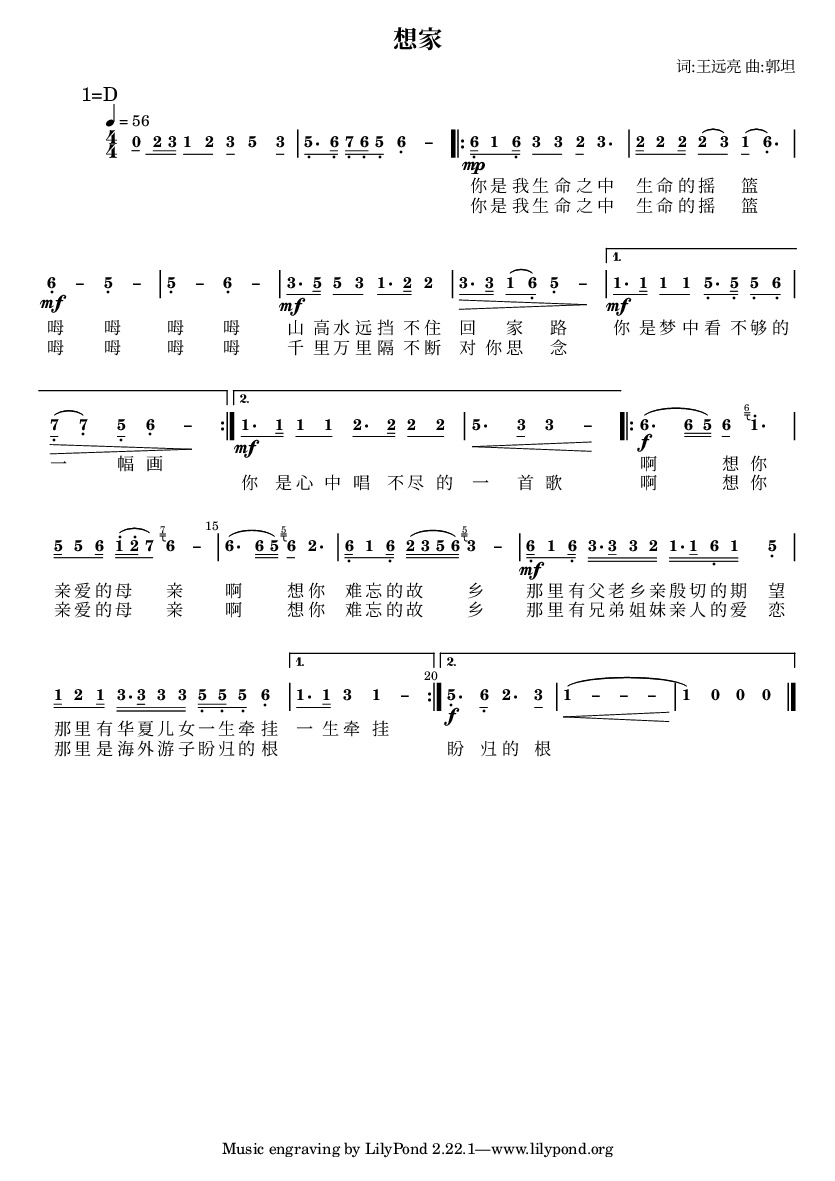 想家
词:王远亮 曲:郭坦
1=D
♩= 56
4/4 0 2 3 1 2 3 5 3 | 5· 6 7 6 5 6 – 𝄆 6 1 6 3 3 2 3· | 2 2 2 2 3 1 6· |
mp
你是我生命之中 生命的摇 篮
你是我生命之中 生命的摇 篮
1.
6 – 5 – | 5 – 6 – | 3· 5 5 3 1· 2 2 | 3· 3 1 6 5 – | 1· 1 1 1 5· 5 5 6 |
mf mf mf
呣 呣 呣 呣 山 高水远挡 不住 回 家 路 你 是梦中看 不够的
呣 呣 呣 呣 千 里万里隔 不断 对 你思 念
2.
7 7 5 6 – :| 1· 1 1 1 2· 2 2 2 | 5· 3 3 – |: 6· 6 5 6 6 1· |
mf f
一 幅 画 啊 想 你
你 是心 中 唱 不尽 的 一 首 歌 啊 想 你
15
5 5 6 1 2 7 7 6 – | 6· 6 5 5 6 2· | 6 1 6 2 3 5 6 5 3 – | 6 1 6 3· 3 3 2 1· 1 6 1 5 |
mf
亲爱的母 亲 啊 想你 难忘的故 乡 那里有父老乡亲殷切的期 望
亲爱的母 亲 啊 想你 难忘的故 乡 那里有兄弟姐妹亲人的爱 恋
1. 20 2.
1 2 1 3· 3 3 3 5 5 5 6 | 1· 1 3 1 – :| 5· 6 2· 3 | 1 – – – | 1 0 0 0 |
f
那里有华夏儿女一生牵挂 一 生牵 挂
那里是海外游子盼归的根 盼 归的 根
Music engraving by LilyPond 2.22.1—www.lilypond.org